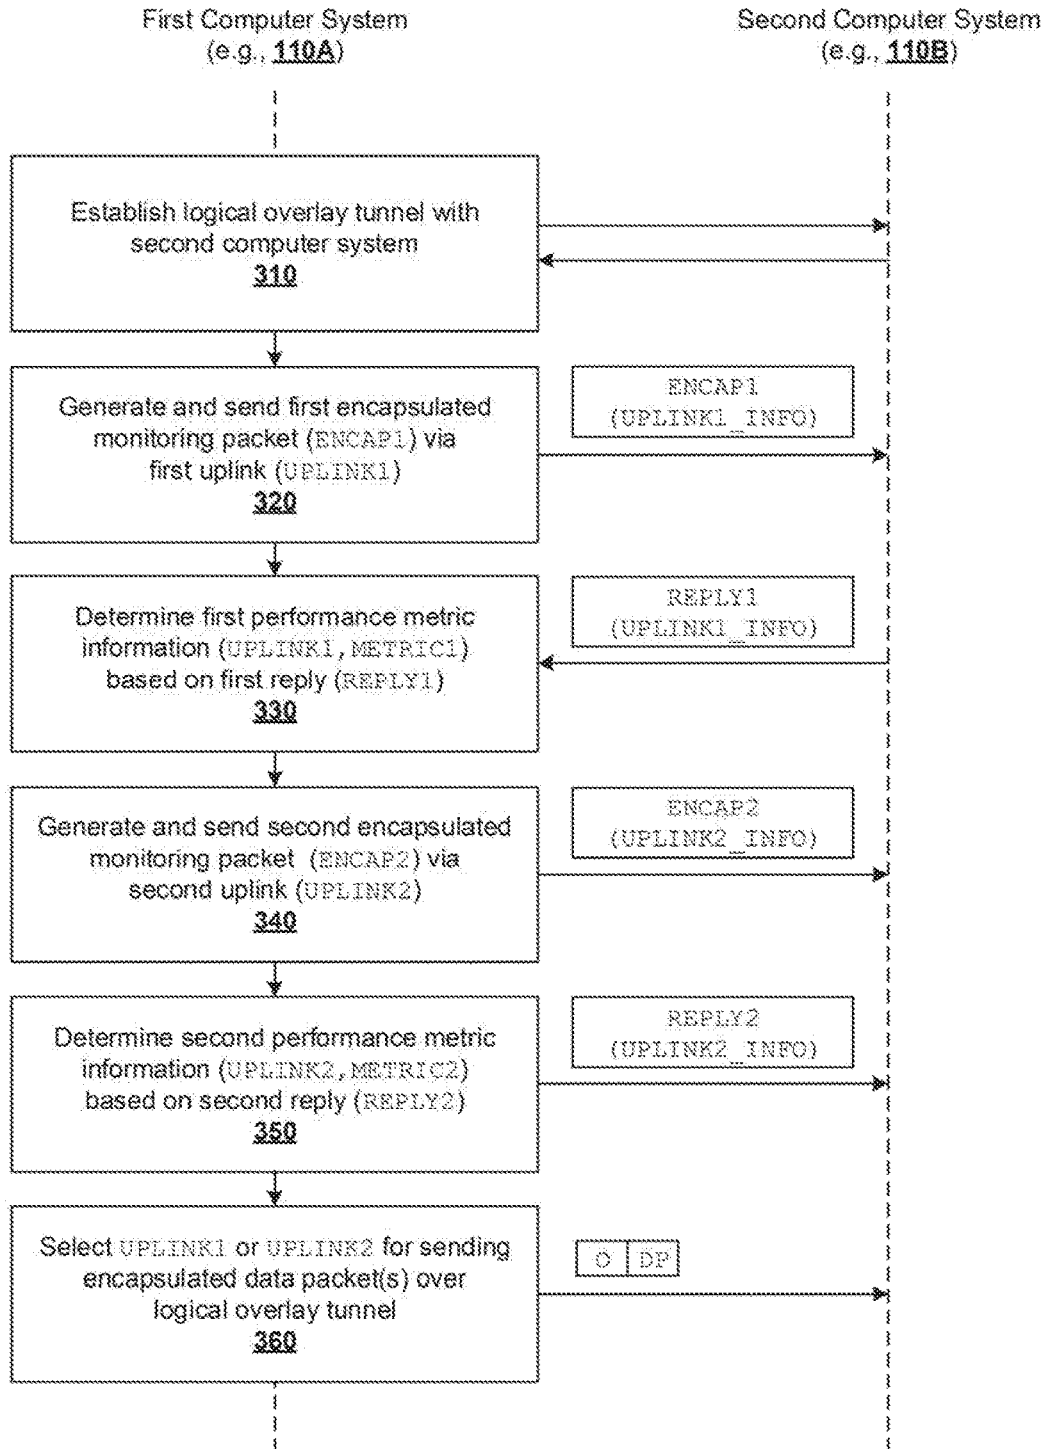 First Computer System
(e.g., 110A)
Second Computer System
(e.g., 110B)
Establish logical overlay tunnel with
second computer system
310
Generate and send first encapsulated
monitoring packet (ENCAP1) via
first uplink (UPLINK1)
320
ENCAP1
(UPLINK1_INFO)
Determine first performance metric
information (UPLINK1, METRIC1)
based on first reply (REPLY1)
330
REPLY1
(UPLINK1_INFO)
Generate and send second encapsulated
monitoring packet (ENCAP2) via
second uplink (UPLINK2)
340
ENCAP2
(UPLINK2_INFO)
Determine second performance metric
information (UPLINK2, METRIC2)
based on second reply (REPLY2)
350
REPLY2
(UPLINK2_INFO)
Select UPLINK1 or UPLINK2 for sending
encapsulated data packet(s) over
logical overlay tunnel
360
O DP